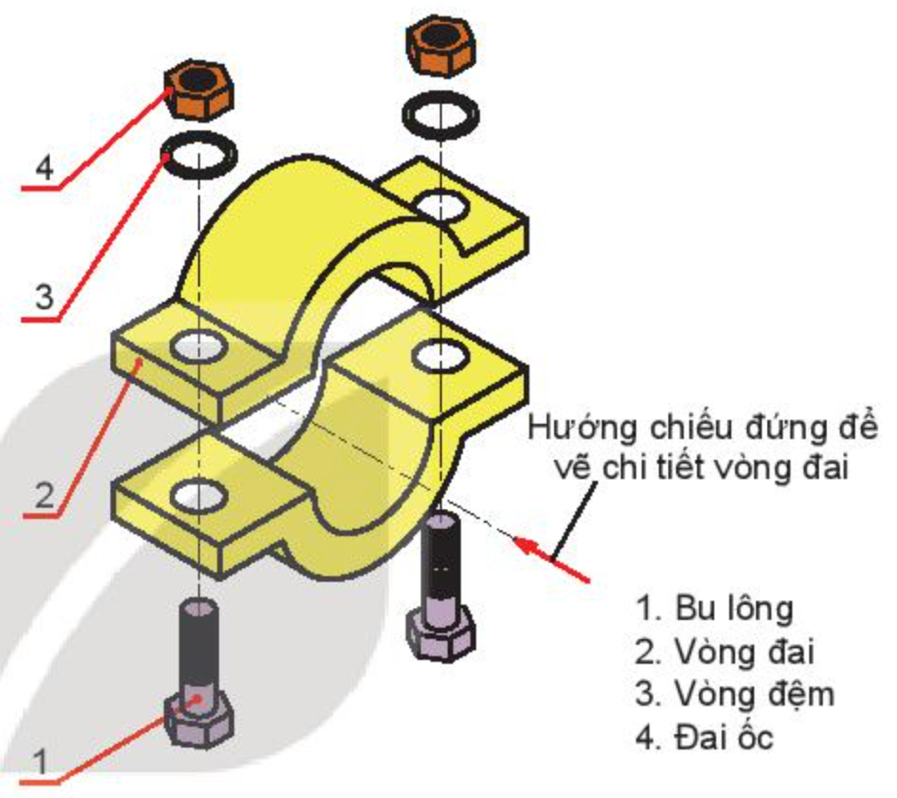 4
3
2
Hướng chiếu đứng để
vẽ chi tiết vòng đai
1. Bu lông
2. Vòng đai
3. Vòng đệm
4. Đai ốc
1